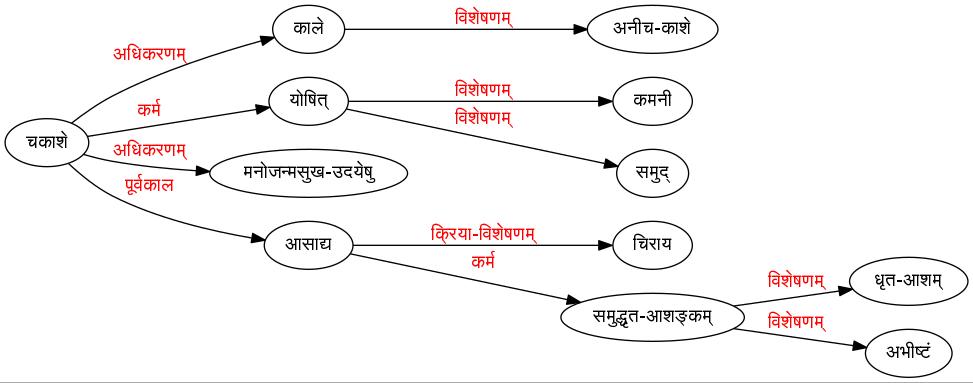 काले
विशेषणम्
अनीच-काशे
अधिकरणम्
योषित्
विशेषणम्
कमनी
कर्म
विशेषणम्
चकाशे
अधिकरणम्
मनोजन्मसुख-उदयेषु
समुद्
पूर्वकाल
आसाद्य
क्रिया-विशेषणम्
चिराय
कर्म
समुद्धृत-आशङ्कम्
विशेषणम्
धृत-आशम्
विशेषणम्
अभीष्टं